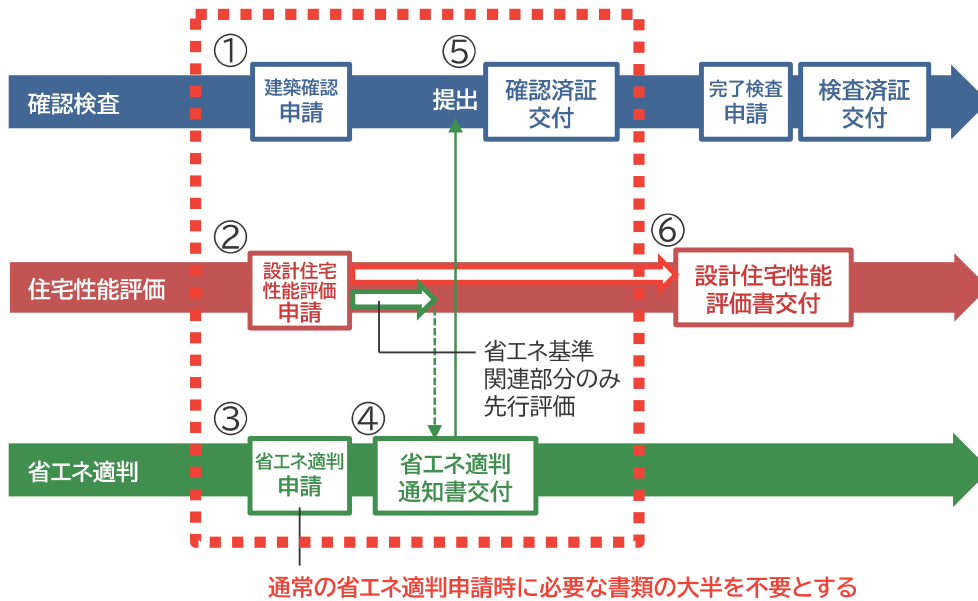 ①
⑤
確認検査
建築確認
申請
提出
確認済証
交付
完了検査
申請
検査済証
交付
②
⑥
住宅性能評価
設計住宅
性能評価
申請
設計住宅性能
評価書交付
省エネ基準
関連部分のみ
先行評価
③
④
省エネ適判
省エネ適判
申請
省エネ適判
通知書交付
通常の省エネ適判申請時に必要な書類の大半を不要とする